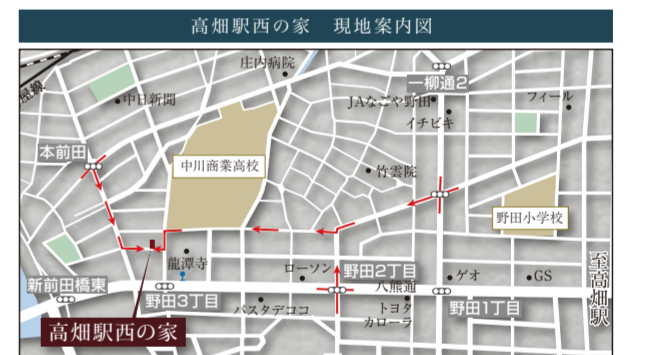 高畑駅西の家 現地案内図
庄内病院
一柳通2
屋線
中日新聞
JAなごや野田
フィール
イチビキ
本前田
中川商業高校
竹雲院
野田小学校
龍潭寺
ローソン
野田2丁目
八熊通
ゲオ
GS
至高畑駅
新前田橋東
野田3丁目
パスタデココ
トヨタ
カローラ
野田1丁目
高畑駅西の家